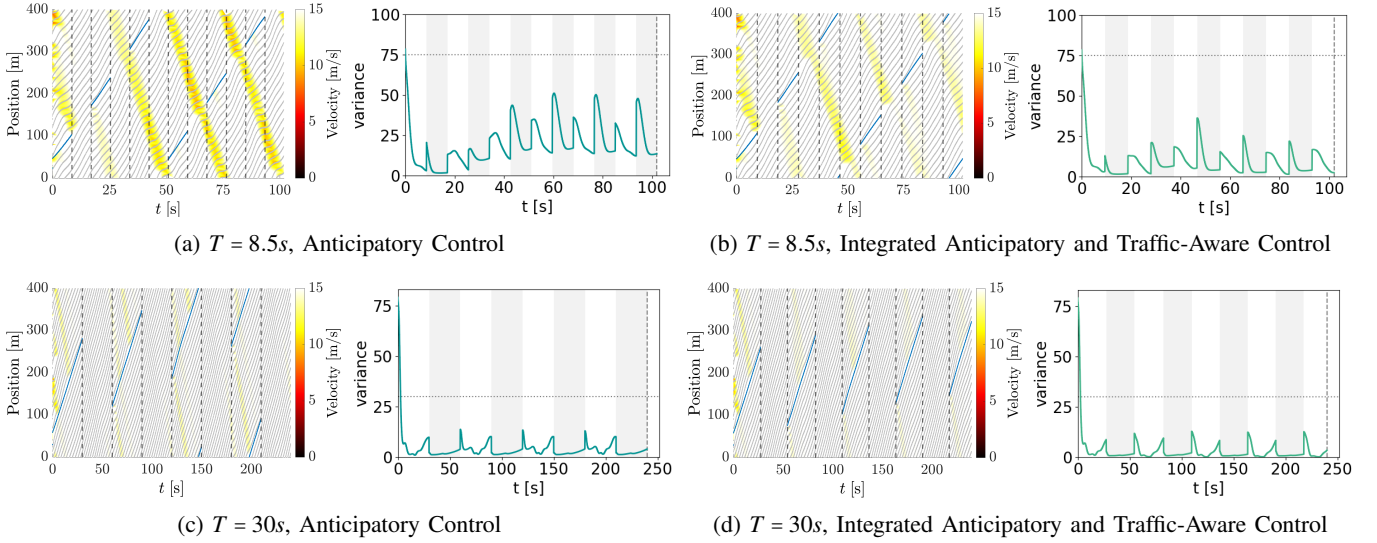 400
300
200
100
0
Position [m]
0 25 50 75 100
t [s]
15
10
5
0
Velocity [m/s]
100
75
50
25
0
variance
0 20 40 60 80 100
t [s]
(a) T = 8.5s, Anticipatory Control
400
300
200
100
0
Position [m]
0 25 50 75 100
t [s]
15
10
5
0
Velocity [m/s]
100
75
50
25
0
variance
0 20 40 60 80 100
t [s]
(b) T = 8.5s, Integrated Anticipatory and Traffic-Aware Control
400
300
200
100
0
Position [m]
0 50 100 150 200
t [s]
15
10
5
0
Velocity [m/s]
75
50
25
0
variance
0 50 100 150 200 250
t [s]
(c) T = 30s, Anticipatory Control
400
300
200
100
0
Position [m]
0 50 100 150 200
t [s]
15
10
5
0
Velocity [m/s]
75
50
25
0
variance
0 50 100 150 200 250
t [s]
(d) T = 30s, Integrated Anticipatory and Traffic-Aware Control